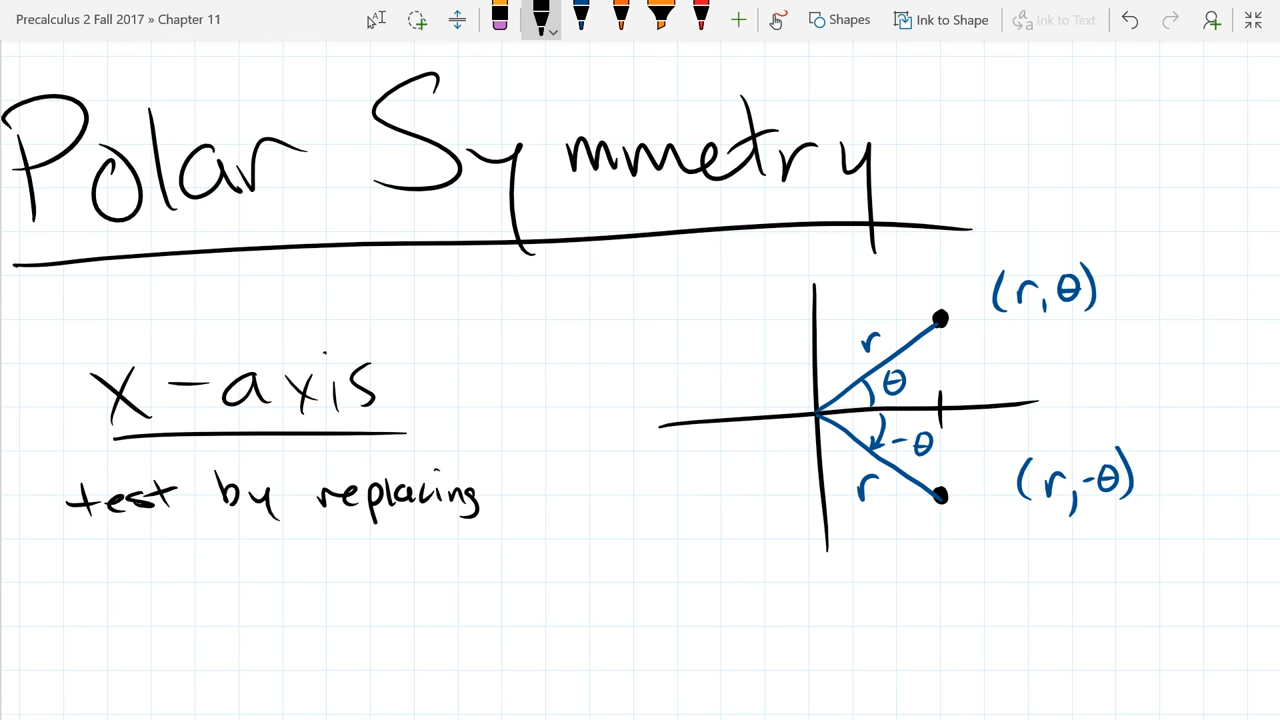 Precalculus 2 Fall 2017 » Chapter 11
Shapes
Ink to Shape
Ink to Text
Polar Symmetry
(r, θ)
r
θ
x-axis
-θ
r
(r, -θ)
test by replacing